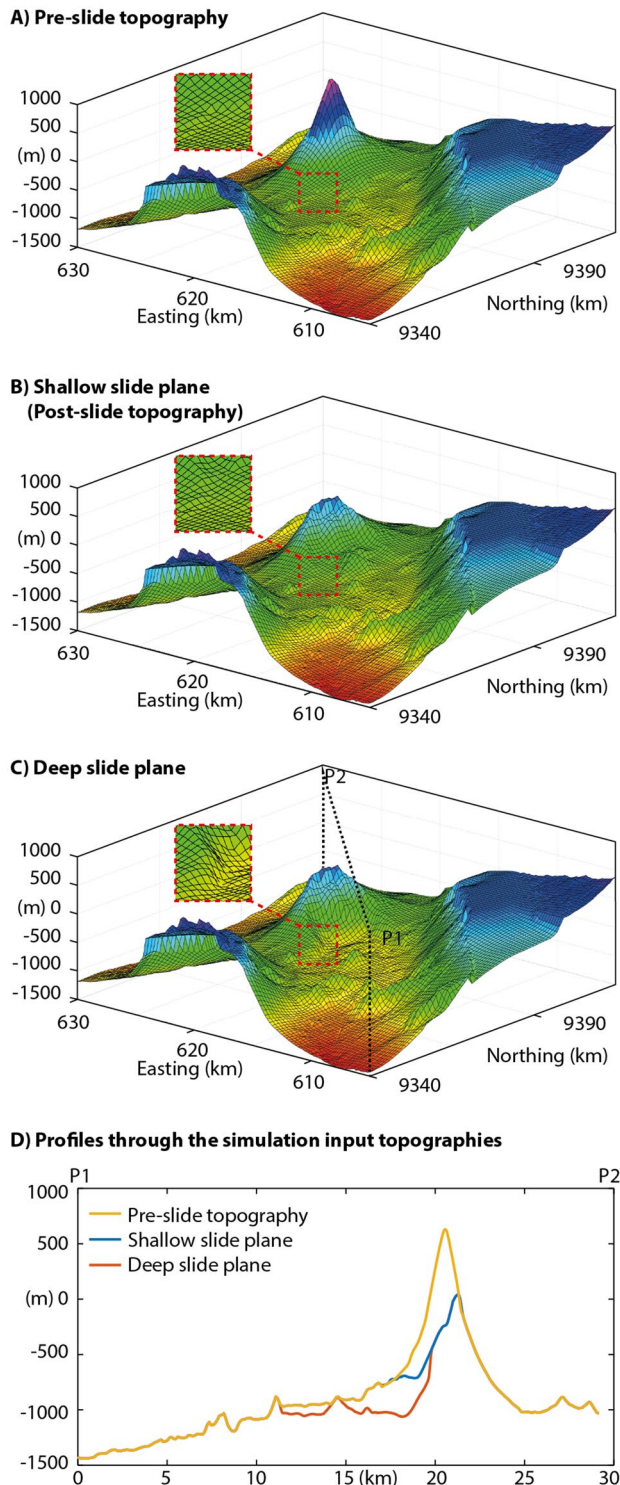 A) Pre-slide topography
1000
500
(m) 0
-500
-1000
-1500
630
620
610
Easting (km)
9340
9390
Northing (km)
B) Shallow slide plane
(Post-slide topography)
1000
500
(m) 0
-500
-1000
-1500
630
620
610
Easting (km)
9340
9390
Northing (km)
C) Deep slide plane
P2
P1
1000
500
(m) 0
-500
-1000
-1500
630
620
610
Easting (km)
9340
9390
Northing (km)
D) Profiles through the simulation input topographies
P1 P2
1000
500
(m) 0
-500
-1000
-1500
Pre-slide topography
Shallow slide plane
Deep slide plane
0 5 10 15 (km) 20 25 30